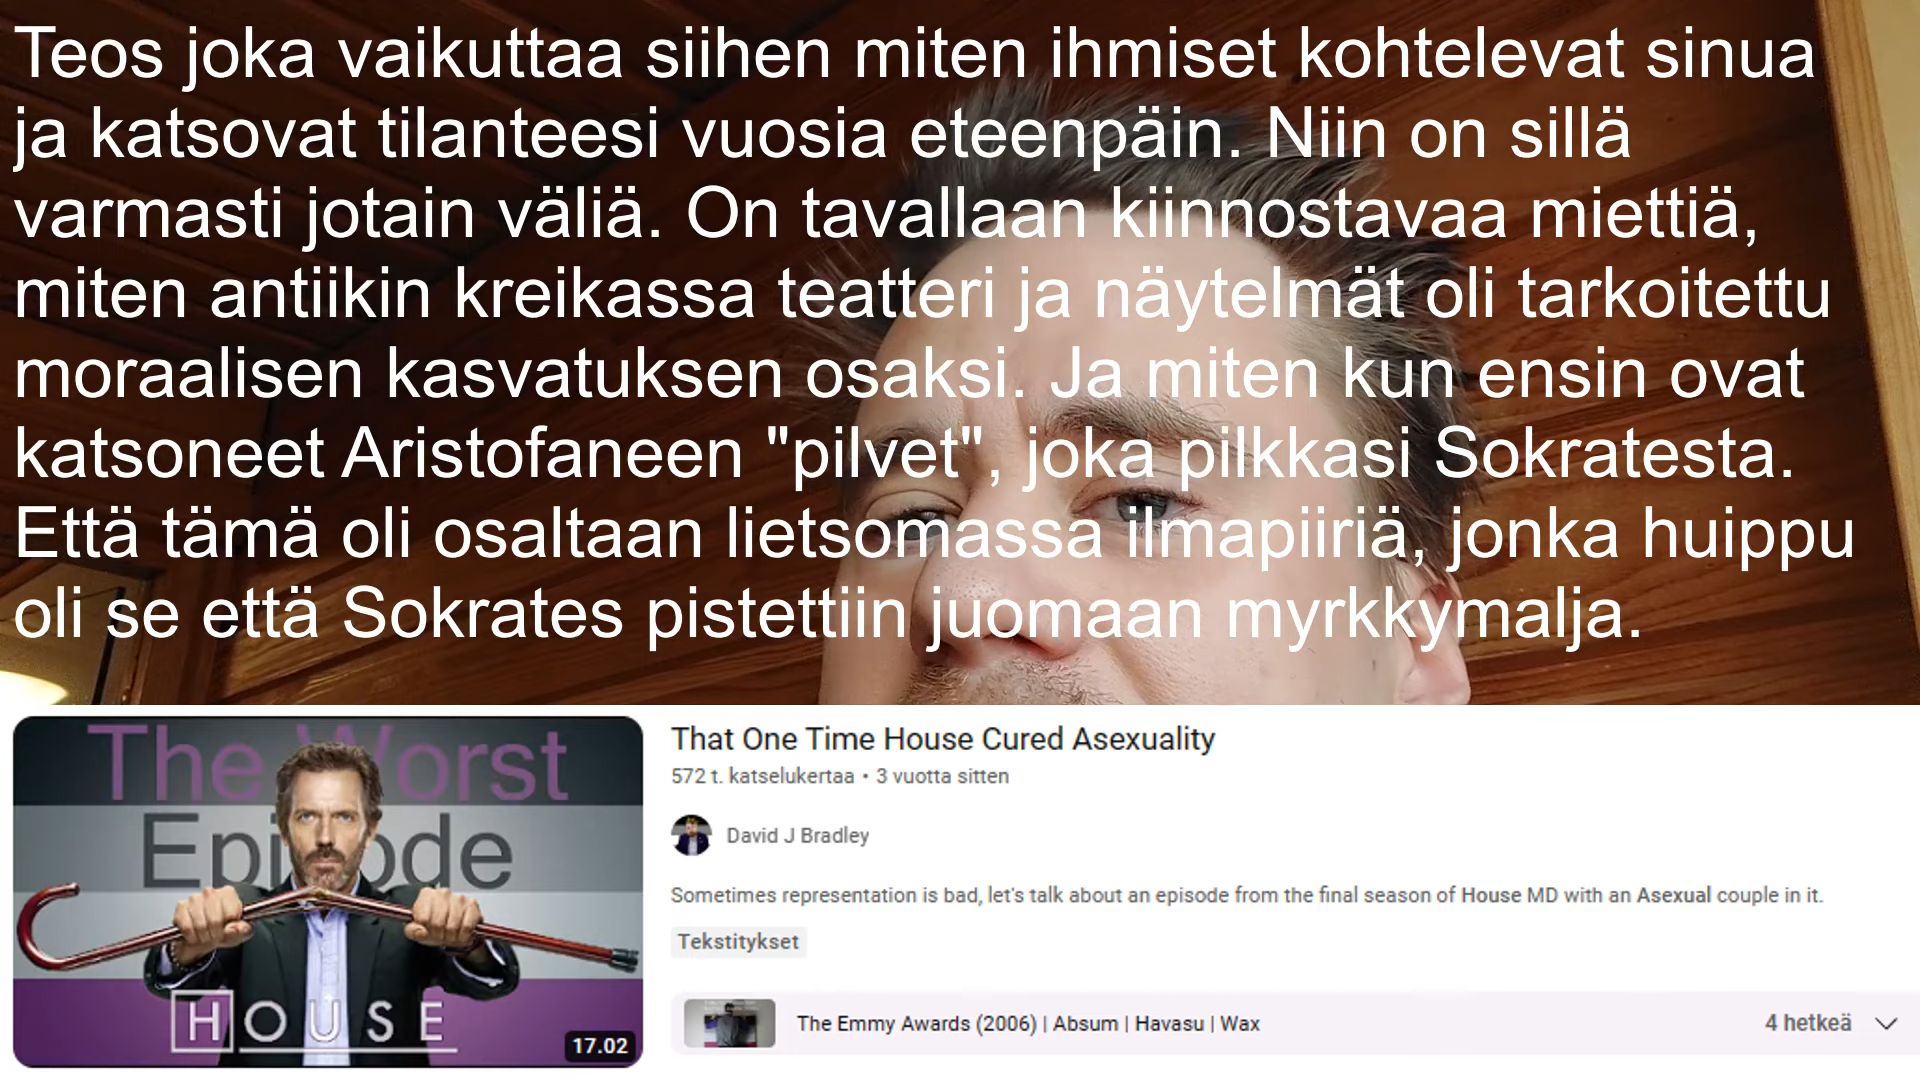 Teos joka vaikuttaa siihen miten ihmiset kohtelevat sinua
ja katsovat tilanteesi vuosia eteenpäin. Niin on sillä
varmasti jotain väliä. On tavallaan kiinnostavaa miettiä,
miten antiikin kreikassa teatteri ja näytelmät oli tarkoitettu
moraalisen kasvatuksen osaksi. Ja miten kun ensin ovat
katsoneet Aristofaneen "pilvet", joka pilkkasi Sokratesta.
Että tämä oli osaltaan lietsomassa ilmapiiriä, jonka huippu
oli se että Sokrates pistettiin juomaan myrkkymalja.
The Worst
Episode
HOUSE
17.02
That One Time House Cured Asexuality
572 t. katselukertaa • 3 vuotta sitten
David J Bradley
Sometimes representation is bad, let's talk about an episode from the final season of House MD with an Asexual couple in it.
Tekstitykset
The Emmy Awards (2006) | Absum | Havasu | Wax
4 hetkeä